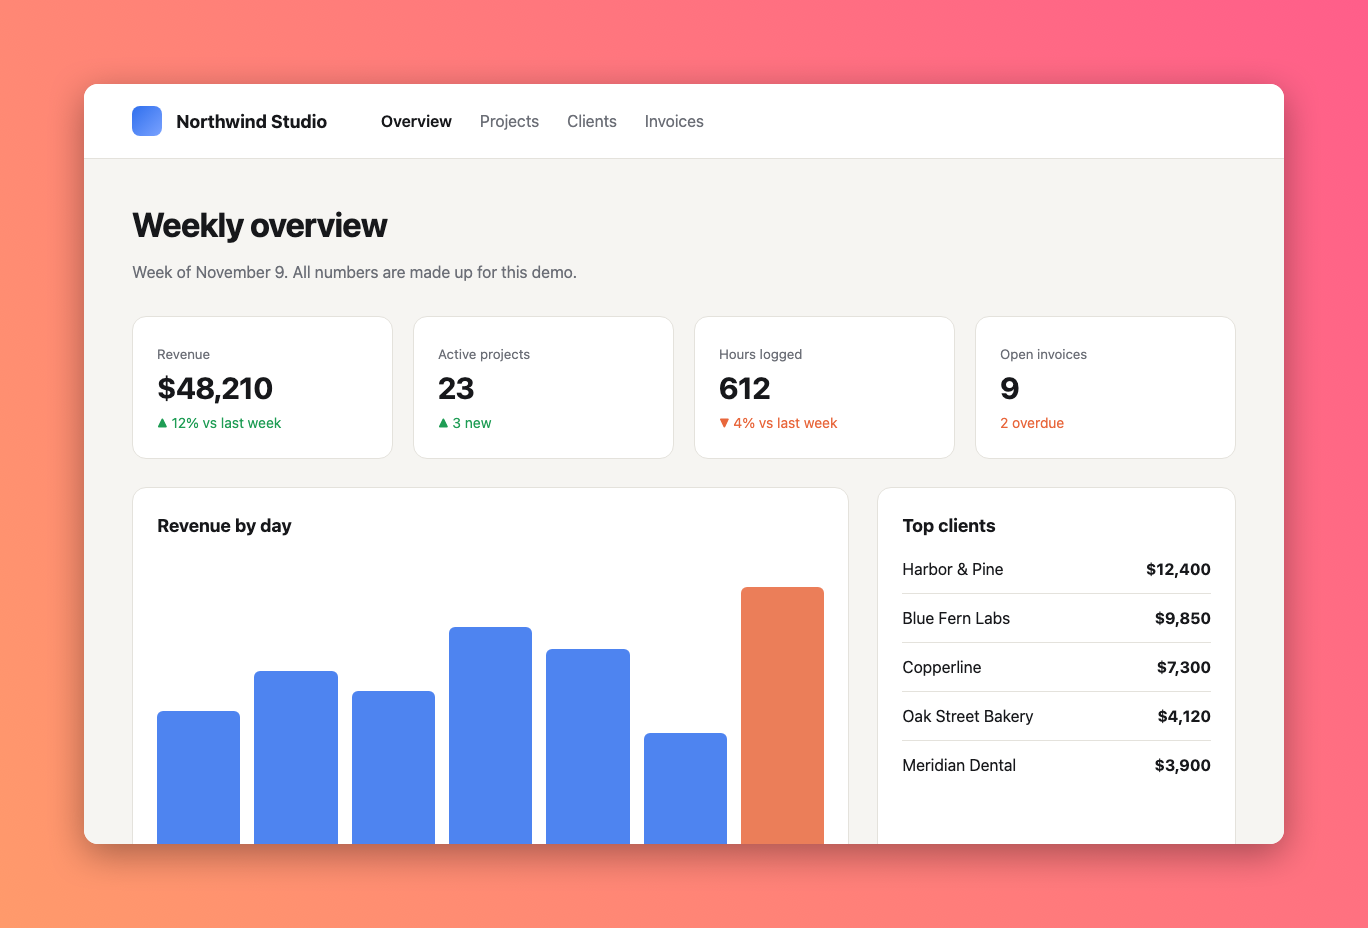 Northwind Studio
Overview
Projects
Clients
Invoices
Weekly overview
Week of November 9. All numbers are made up for this demo.
Revenue
$48,210
▲ 12% vs last week
Active projects
23
▲ 3 new
Hours logged
612
▼ 4% vs last week
Open invoices
9
2 overdue
Revenue by day
Top clients
Harbor & Pine $12,400
Blue Fern Labs $9,850
Copperline $7,300
Oak Street Bakery $4,120
Meridian Dental $3,900